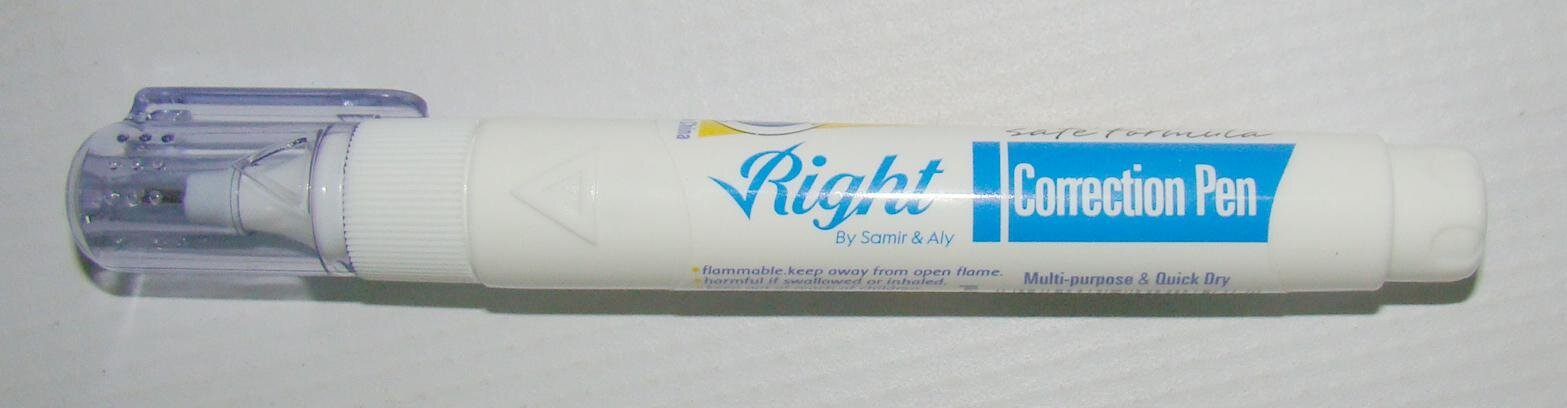 China
safe formula
Right
By Samir & Aly
Correction Pen
•flammable.keep away from open flame.
•harmful if swallowed or inhaled.
Multi-purpose & Quick Dry